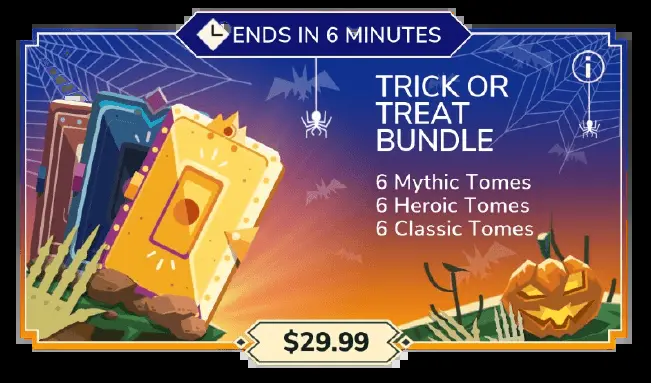 ENDS IN 6 MINUTES
i
TRICK OR
TREAT
BUNDLE
6 Mythic Tomes
6 Heroic Tomes
6 Classic Tomes
$29.99